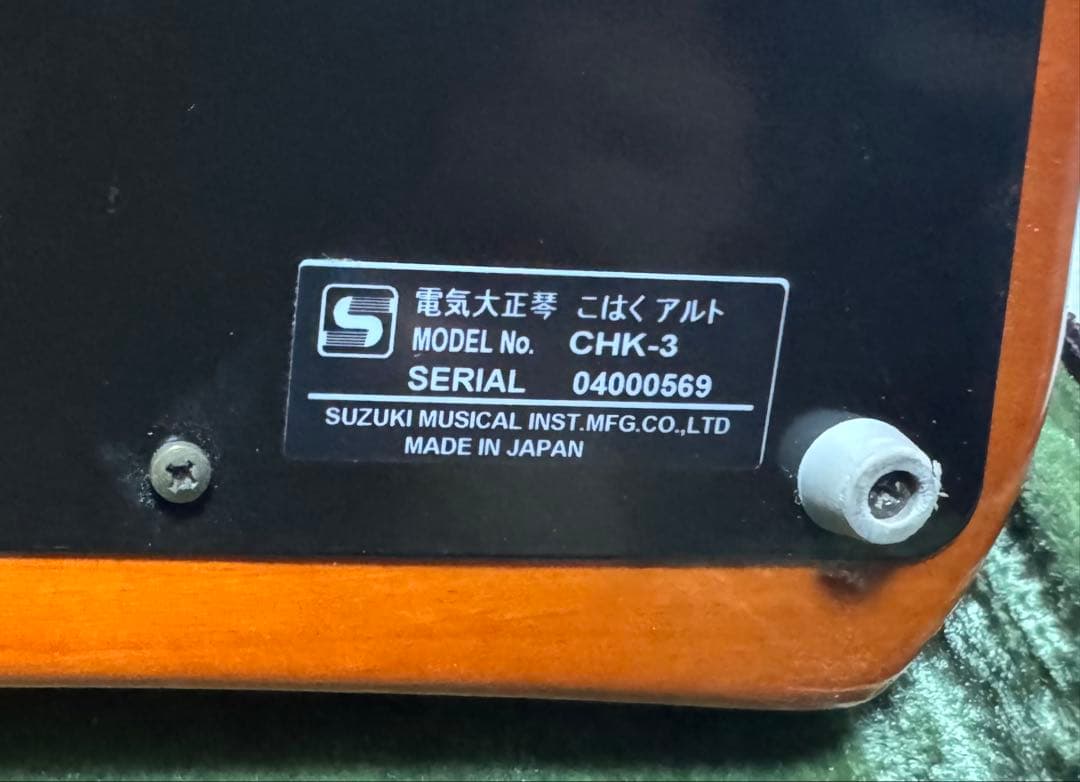 電気大正琴 こはく アルト
MODEL No. CHK-3
SERIAL 04000569
SUZUKI MUSICAL INST.MFG.CO.,LTD
MADE IN JAPAN